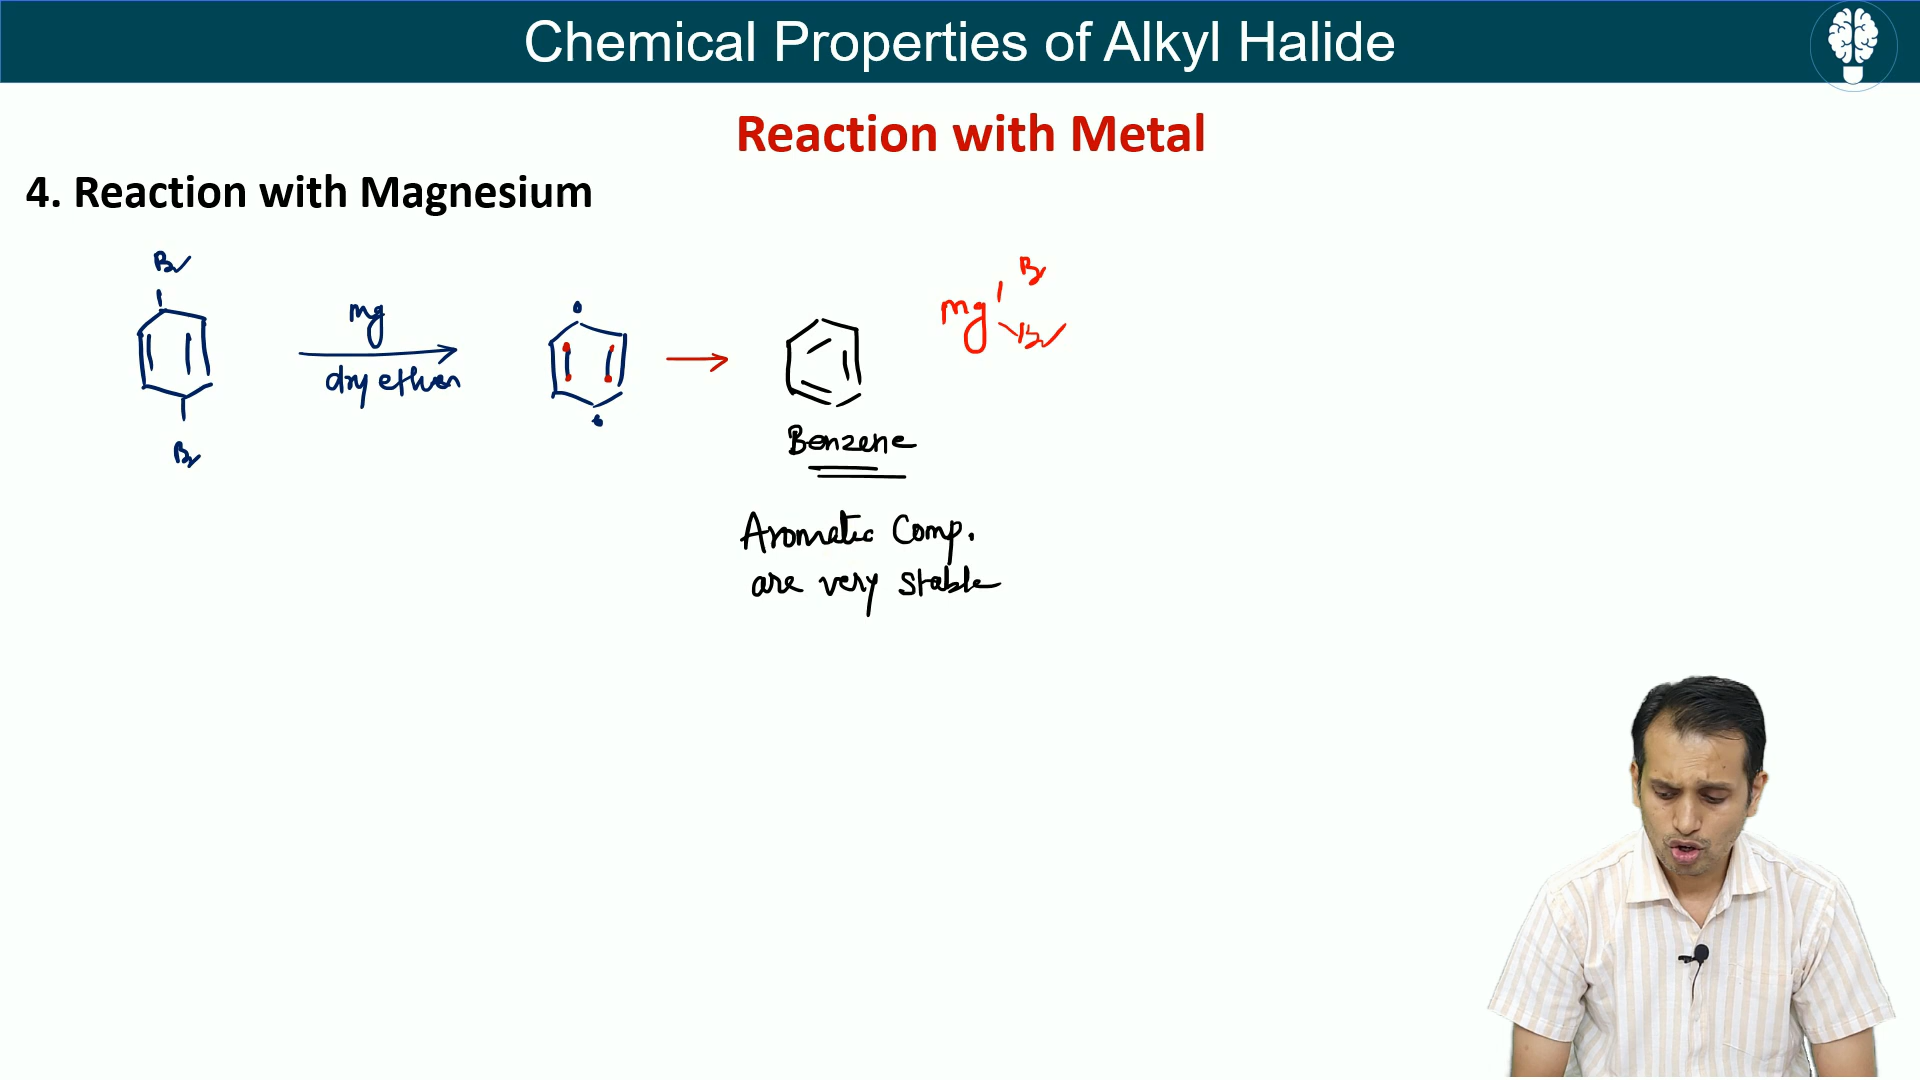 Chemical Properties of Alkyl Halide
Reaction with Metal
4. Reaction with Magnesium
Br
Br
mg
dry ether
Benzene
Aromatic Comp.
are very stable
Br
mg
Br